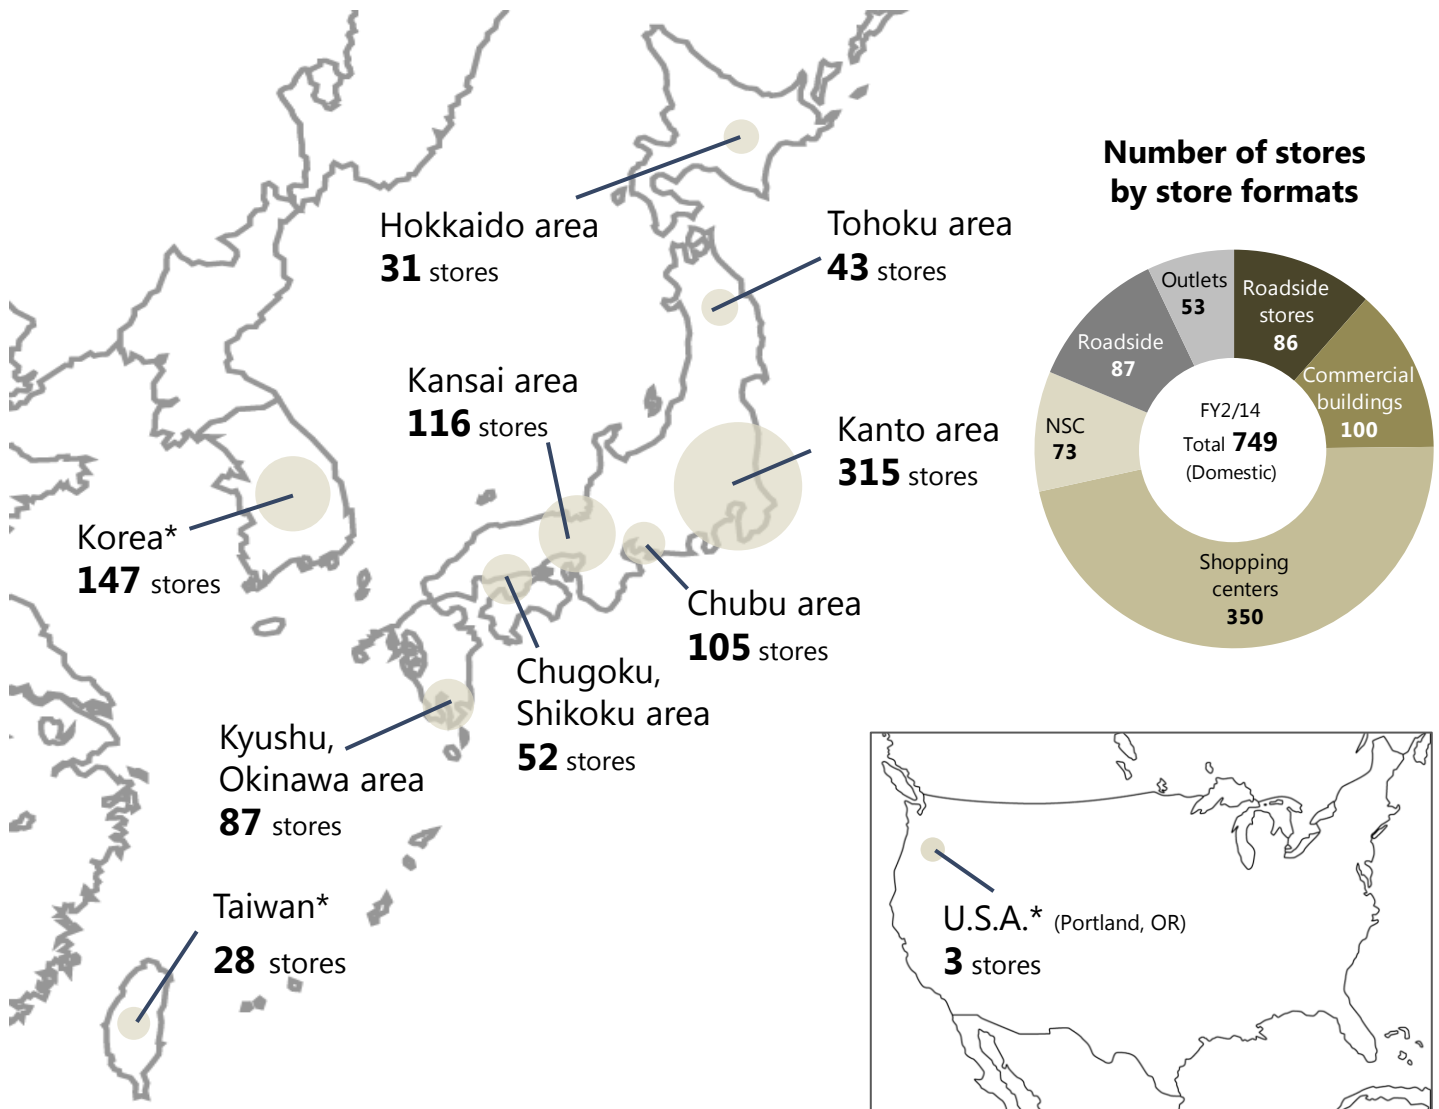 Number of stores
by store formats
Hokkaido area
31 stores
Tohoku area
43 stores
Kansai area
116 stores
Kanto area
315 stores
Korea*
147 stores
Chubu area
105 stores
Chugoku,
Shikoku area
52 stores
Kyushu,
Okinawa area
87 stores
Taiwan*
28 stores
Outlets
53
Roadside
stores
86
Roadside
87
Commercial
buildings
100
NSC
73
FY2/14
Total 749
(Domestic)
Shopping
centers
350
U.S.A.* (Portland, OR)
3 stores